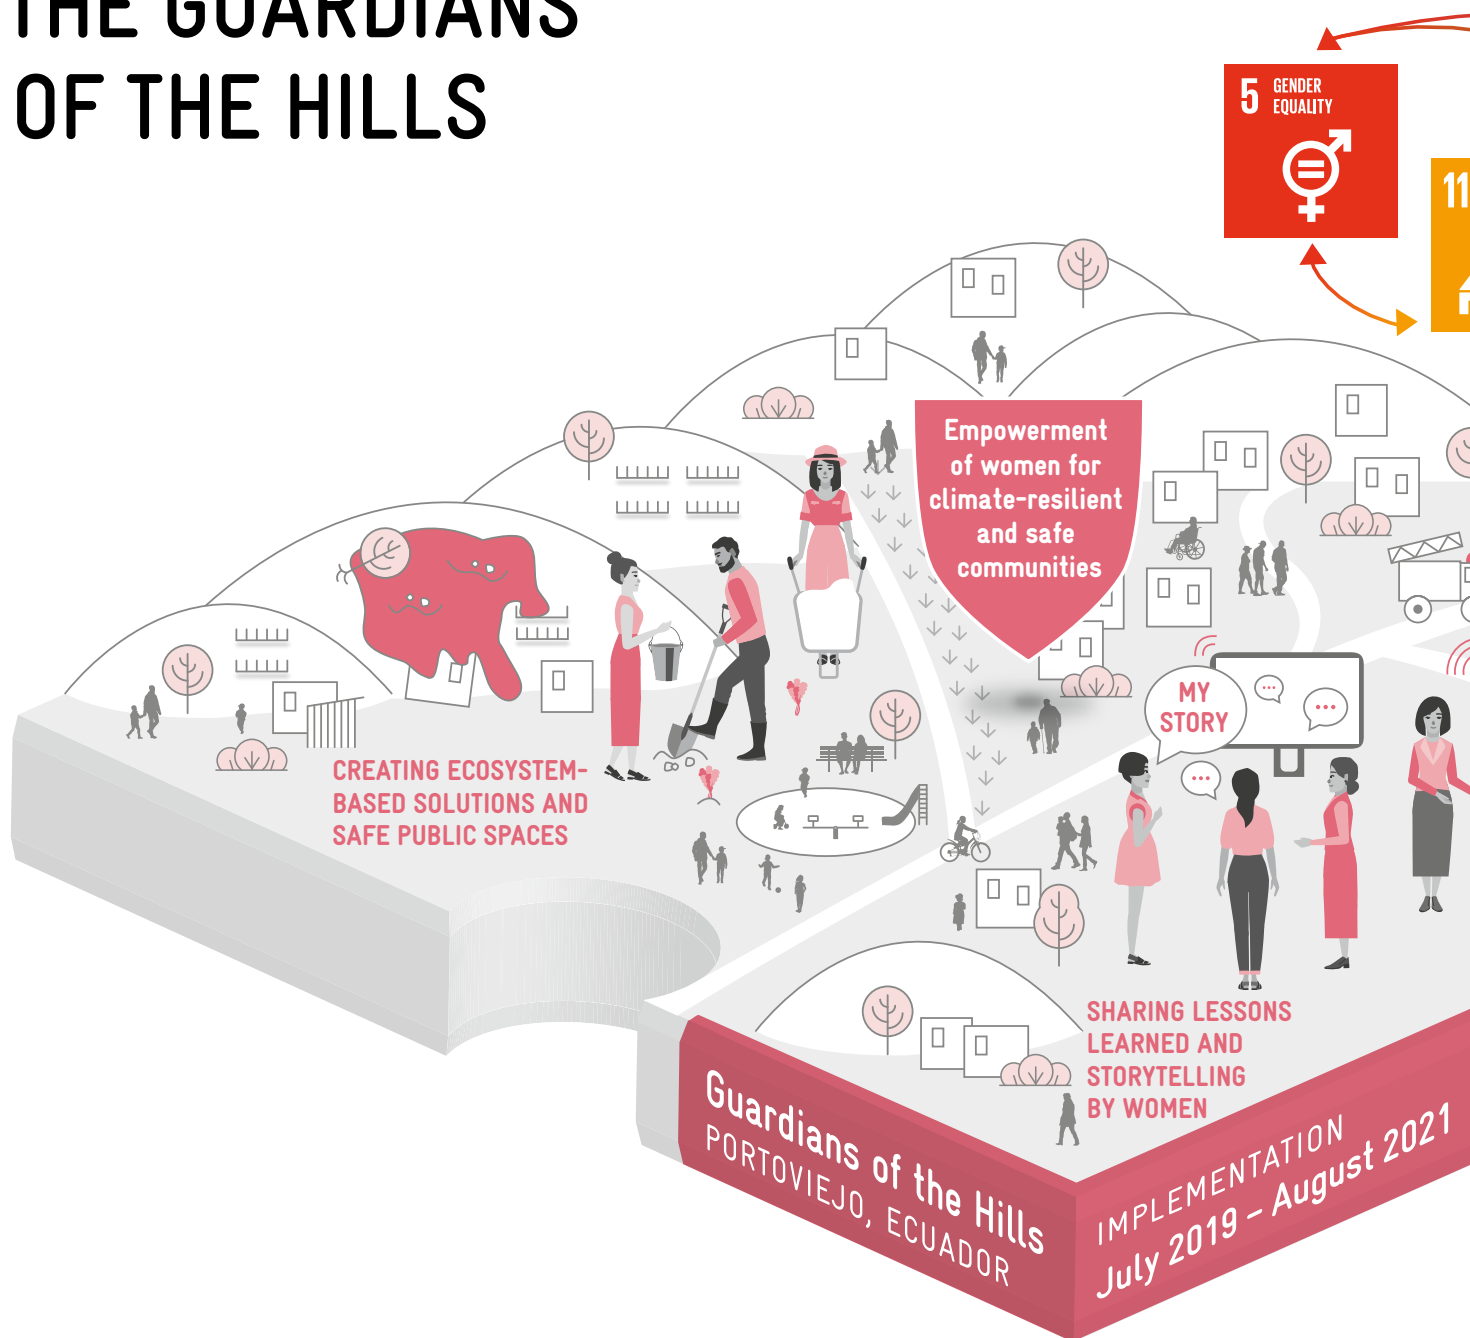 THE GUARDIANS
OF THE HILLS
5 GENDER
EQUALITY
11
Empowerment
of women for
climate-resilient
and safe
communities
MY
STORY
CREATING ECOSYSTEM-
BASED SOLUTIONS AND
SAFE PUBLIC SPACES
SHARING LESSONS
LEARNED AND
STORYTELLING
BY WOMEN
Guardians of the Hills
PORTOVIEJO, ECUADOR
IMPLEMENTATION
July 2019 – August 2021